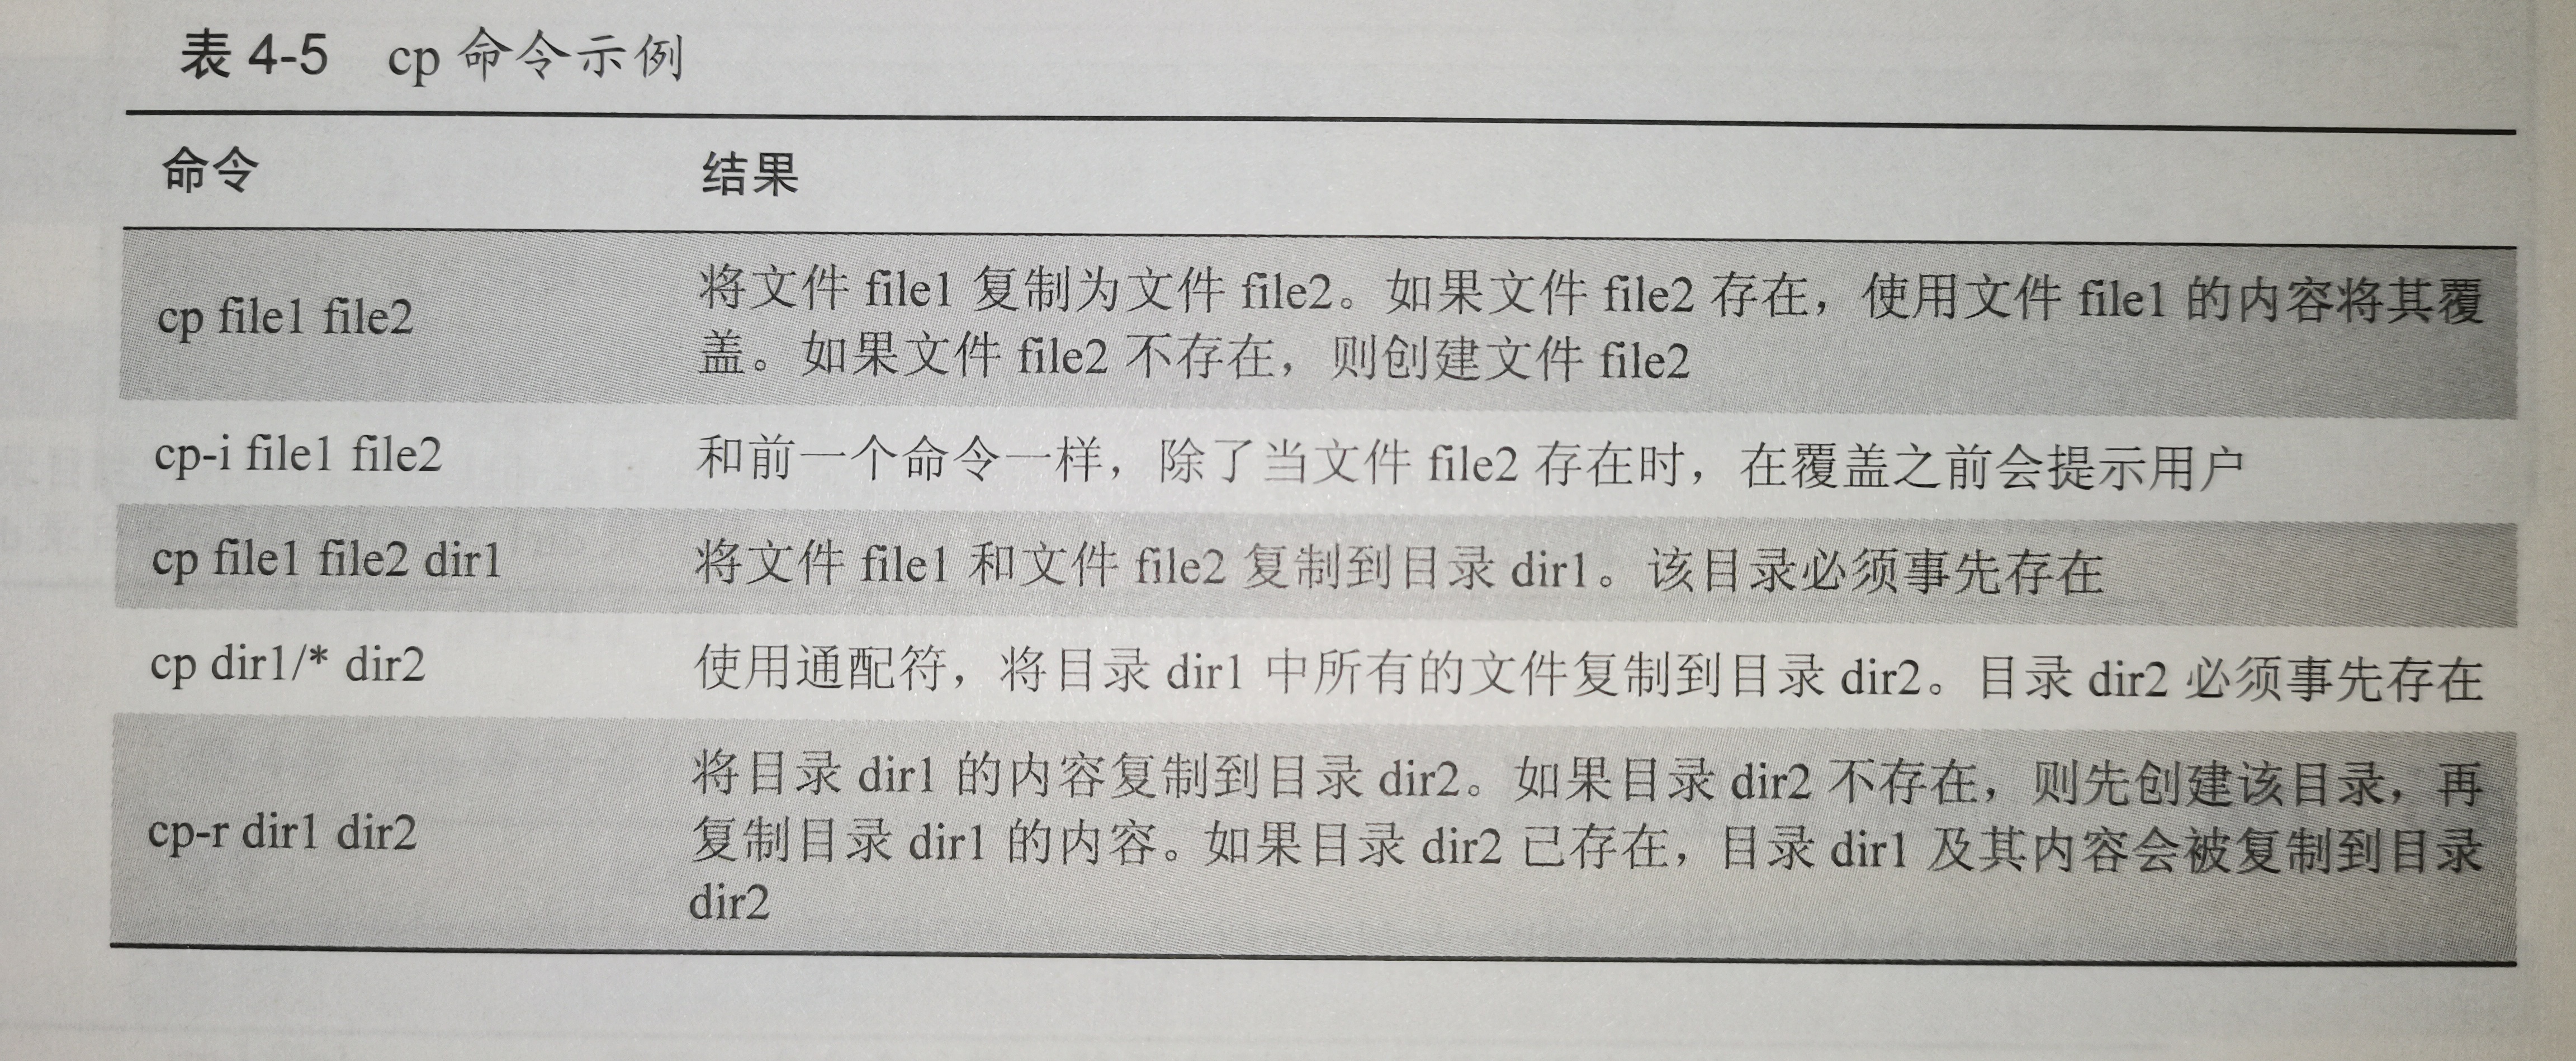 表 4-5 cp 命令示例
命令 结果
cp file1 file2
将文件 file1 复制为文件 file2。如果文件 file2 存在，使用文件 file1 的内容将其覆
盖。如果文件 file2 不存在，则创建文件 file2
cp-i file1 file2 和前一个命令一样，除了当文件 file2 存在时，在覆盖之前会提示用户
cp file1 file2 dir1 将文件 file1 和文件 file2 复制到目录 dir1。该目录必须事先存在
cp dir1/* dir2 使用通配符，将目录 dir1 中所有的文件复制到目录 dir2。目录 dir2 必须事先存在
cp-r dir1 dir2
将目录 dir1 的内容复制到目录 dir2。如果目录 dir2 不存在，则先创建该目录，再
复制目录 dir1 的内容。如果目录 dir2 已存在，目录 dir1 及其内容会被复制到目录
dir2